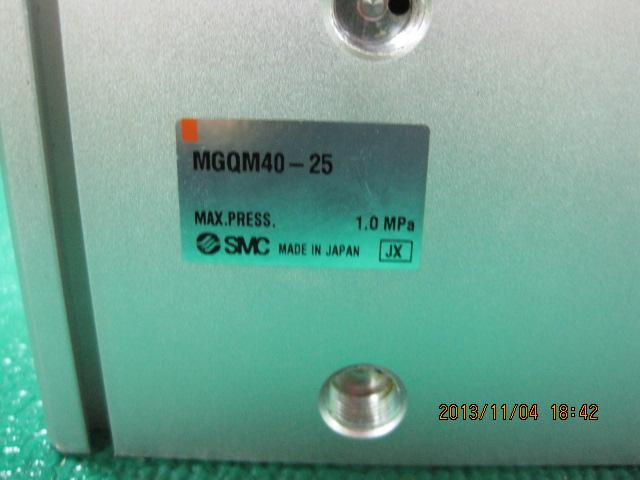 MGQM40-25
MAX.PRESS. 1.0 MPa
SMC MADE IN JAPAN JX
2013/11/04 18:42